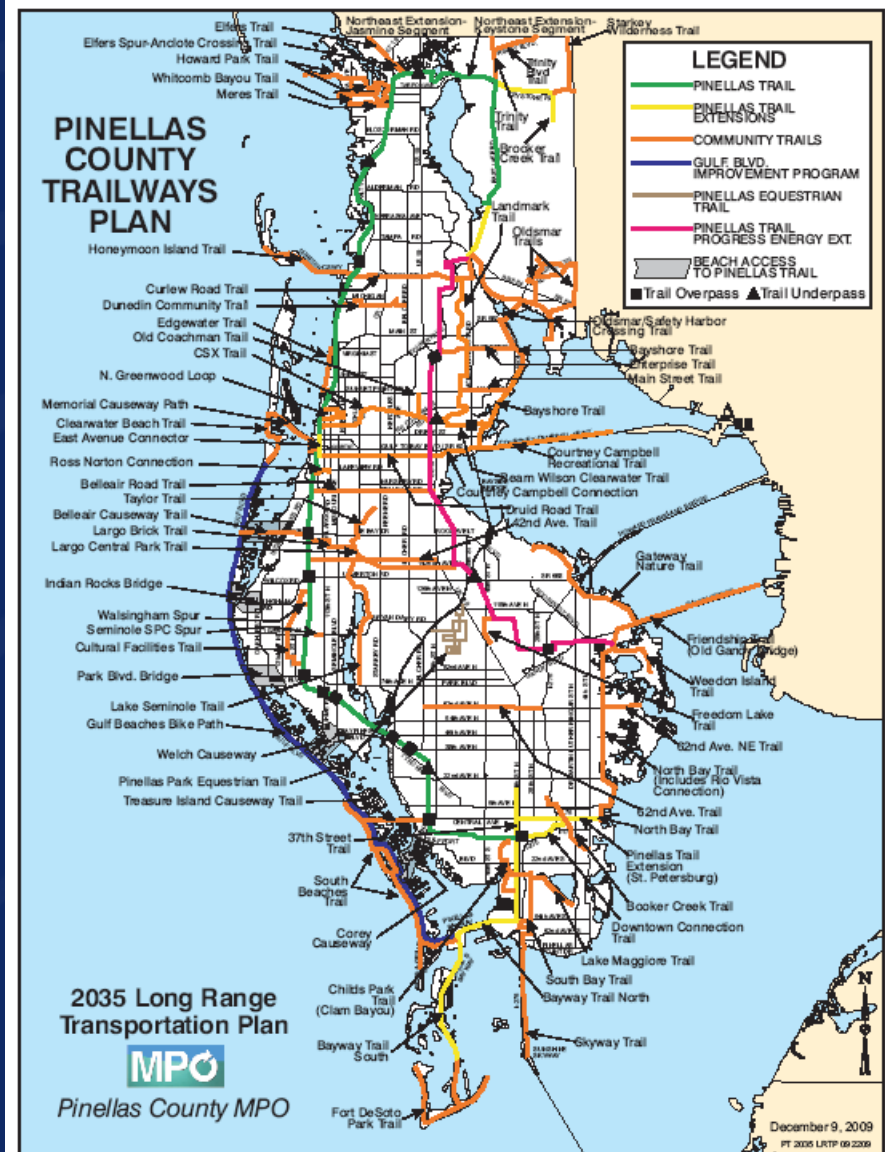 Elfers Trail
Elfers Spur-Anclote Crossing Trail
Howard Park Trail
Whitcomb Bayou Trail
Meres Trail
Northeast Extension-
Jasmine Segment
Northeast Extension-
Keystone Segment
Starkey
Wilderness Trail
Trinity
Blvd
Trail
Trinity
Trail
Brooker
Creek Trail
LEGEND
PINELLAS TRAIL
PINELLAS TRAIL
EXTENSIONS
COMMUNITY TRAILS
GULF. BLVD.
IMPROVEMENT PROGRAM
PINELLAS EQUESTRIAN
TRAIL
PINELLAS TRAIL
PROGRESS ENERGY EXT.
BEACH ACCESS
TO PINELLAS TRAIL
Trail Overpass
Trail Underpass
PINELLAS
COUNTY
TRAILWAYS
PLAN
Landmark
Trail
Oldsmar
Trails
Honeymoon Island Trail
Curlew Road Trail
Dunedin Community Trail
Edgewater Trail
Old Coachman Trail
CSX Trail
N. Greenwood Loop
Memorial Causeway Path
Clearwater Beach Trail
East Avenue Connector
Ross Norton Connection
Belleair Road Trail
Taylor Trail
Belleair Causeway Trail
Largo Brick Trail
Largo Central Park Trail
Indian Rocks Bridge
Walsingham Spur
Seminole SPC Spur
Cultural Facilities Trail
Park Blvd. Bridge
Lake Seminole Trail
Gulf Beaches Bike Path
Welch Causeway
Pinellas Park Equestrian Trail
Treasure Island Causeway Trail
37th Street
Trail
South
Beaches
Trail
Corey
Causeway
Childs Park
Trail
(Clam Bayou)
Bayway Trail
South
Fort DeSoto
Park Trail
Oldsmar/Safety Harbor
Crossing Trail
Bayshore Trail
Enterprise Trail
Main Street Trail
Bayshore Trail
Courtney Campbell
Recreational Trail
Ream Wilson Clearwater Trail
Courtney Campbell Connection
Druid Road Trail
142nd Ave. Trail
Gateway
Nature Trail
Friendship Trail
(Old Gandy Bridge)
Weedon Island
Trail
Freedom Lake
Trail
62nd Ave. NE Trail
North Bay Trail
(Includes Rio Vista
Connection)
62nd Ave. Trail
North Bay Trail
Pinellas Trail
Extension
(St. Petersburg)
Booker Creek Trail
Downtown Connection
Trail
Lake Maggiore Trail
South Bay Trail
Bayway Trail North
Skyway Trail
SUNSHINE
SKYWAY
CENTRAL AVE
2035 Long Range
Transportation Plan
MPO
Pinellas County MPO
N
December 9, 2009
PT 2035 LRTP 092209